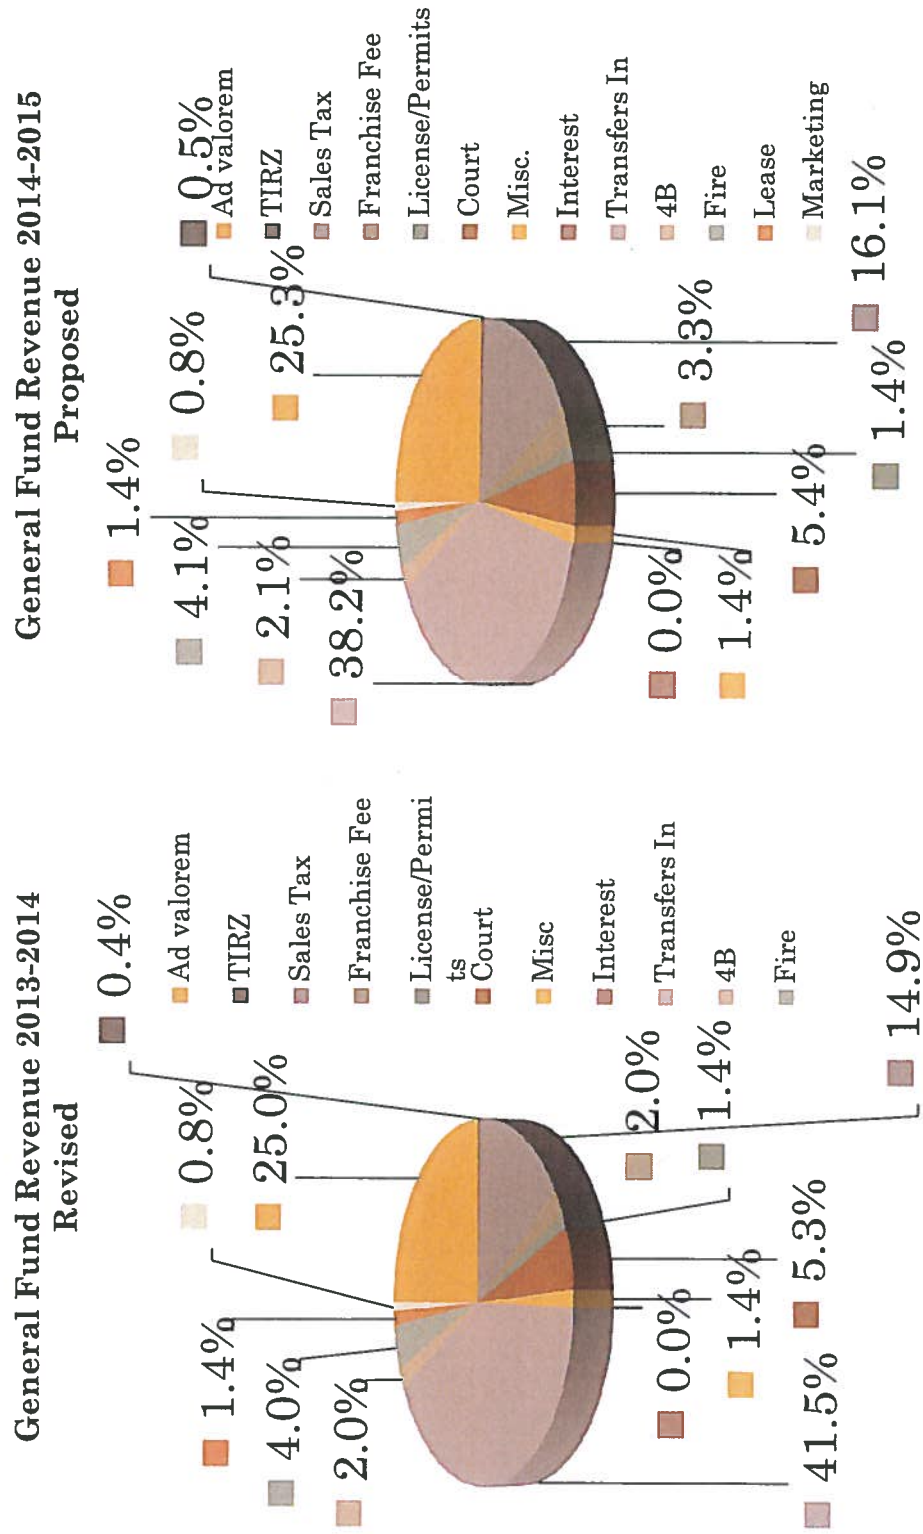 General Fund Revenue 2013-2014
Revised
0.4%
0.8%
25.0%
1.4%
4.0%
2.0%
2.0%
1.4%
0.0%
1.4%
5.3%
41.5%
14.9%
Ad valorem
TIRZ
Sales Tax
Franchise Fee
License/Permi
ts
Court
Misc
Interest
Transfers In
4B
Fire
General Fund Revenue 2014-2015
Proposed
0.5%
1.4%
0.8%
25.3%
4.1%
2.1%
38.2%
3.3%
0.0%
1.4%
5.4%
1.4%
16.1%
Ad valorem
TIRZ
Sales Tax
Franchise Fee
License/Permits
Court
Misc.
Interest
Transfers In
4B
Fire
Lease
Marketing